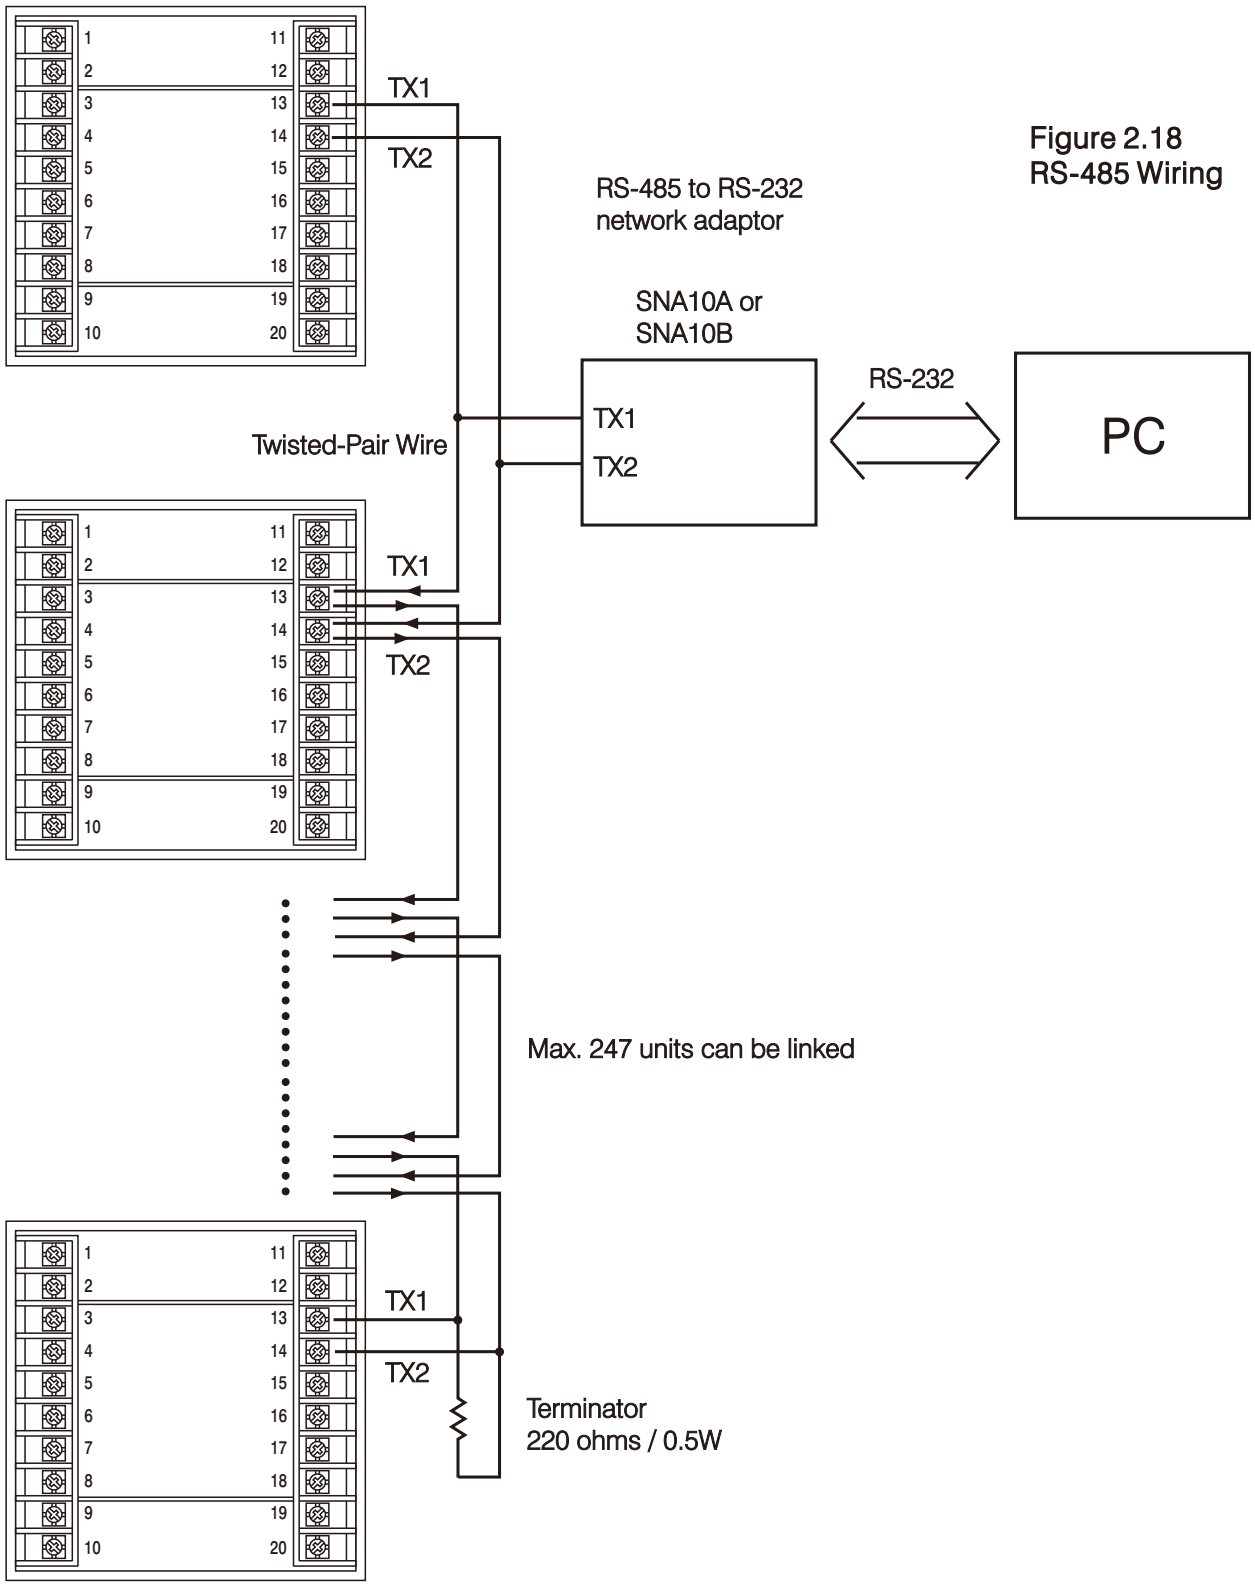 1 11
2 12
3 13
4 14
5 15
6 16
7 17
8 18
9 19
10 20
TX1
TX2
Figure 2.18
RS-485 Wiring
RS-485 to RS-232
network adaptor
SNA10A or
SNA10B
TX1
TX2
RS-232
PC
Twisted-Pair Wire
1 11
2 12
3 13
4 14
5 15
6 16
7 17
8 18
9 19
10 20
TX1
TX2
Max. 247 units can be linked
1 11
2 12
3 13
4 14
5 15
6 16
7 17
8 18
9 19
10 20
TX1
TX2
Terminator
220 ohms / 0.5W